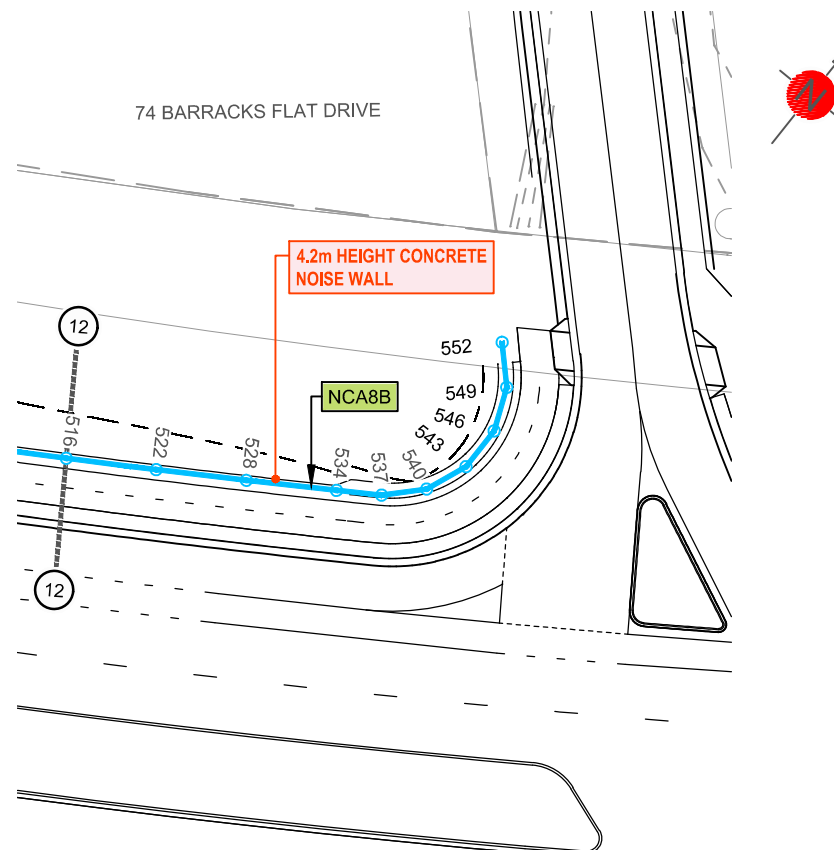 74 BARRACKS FLAT DRIVE
N
4.2m HEIGHT CONCRETE
NOISE WALL
12
552
NCA8B
549
546
543
516
522
528
534
537
540
12